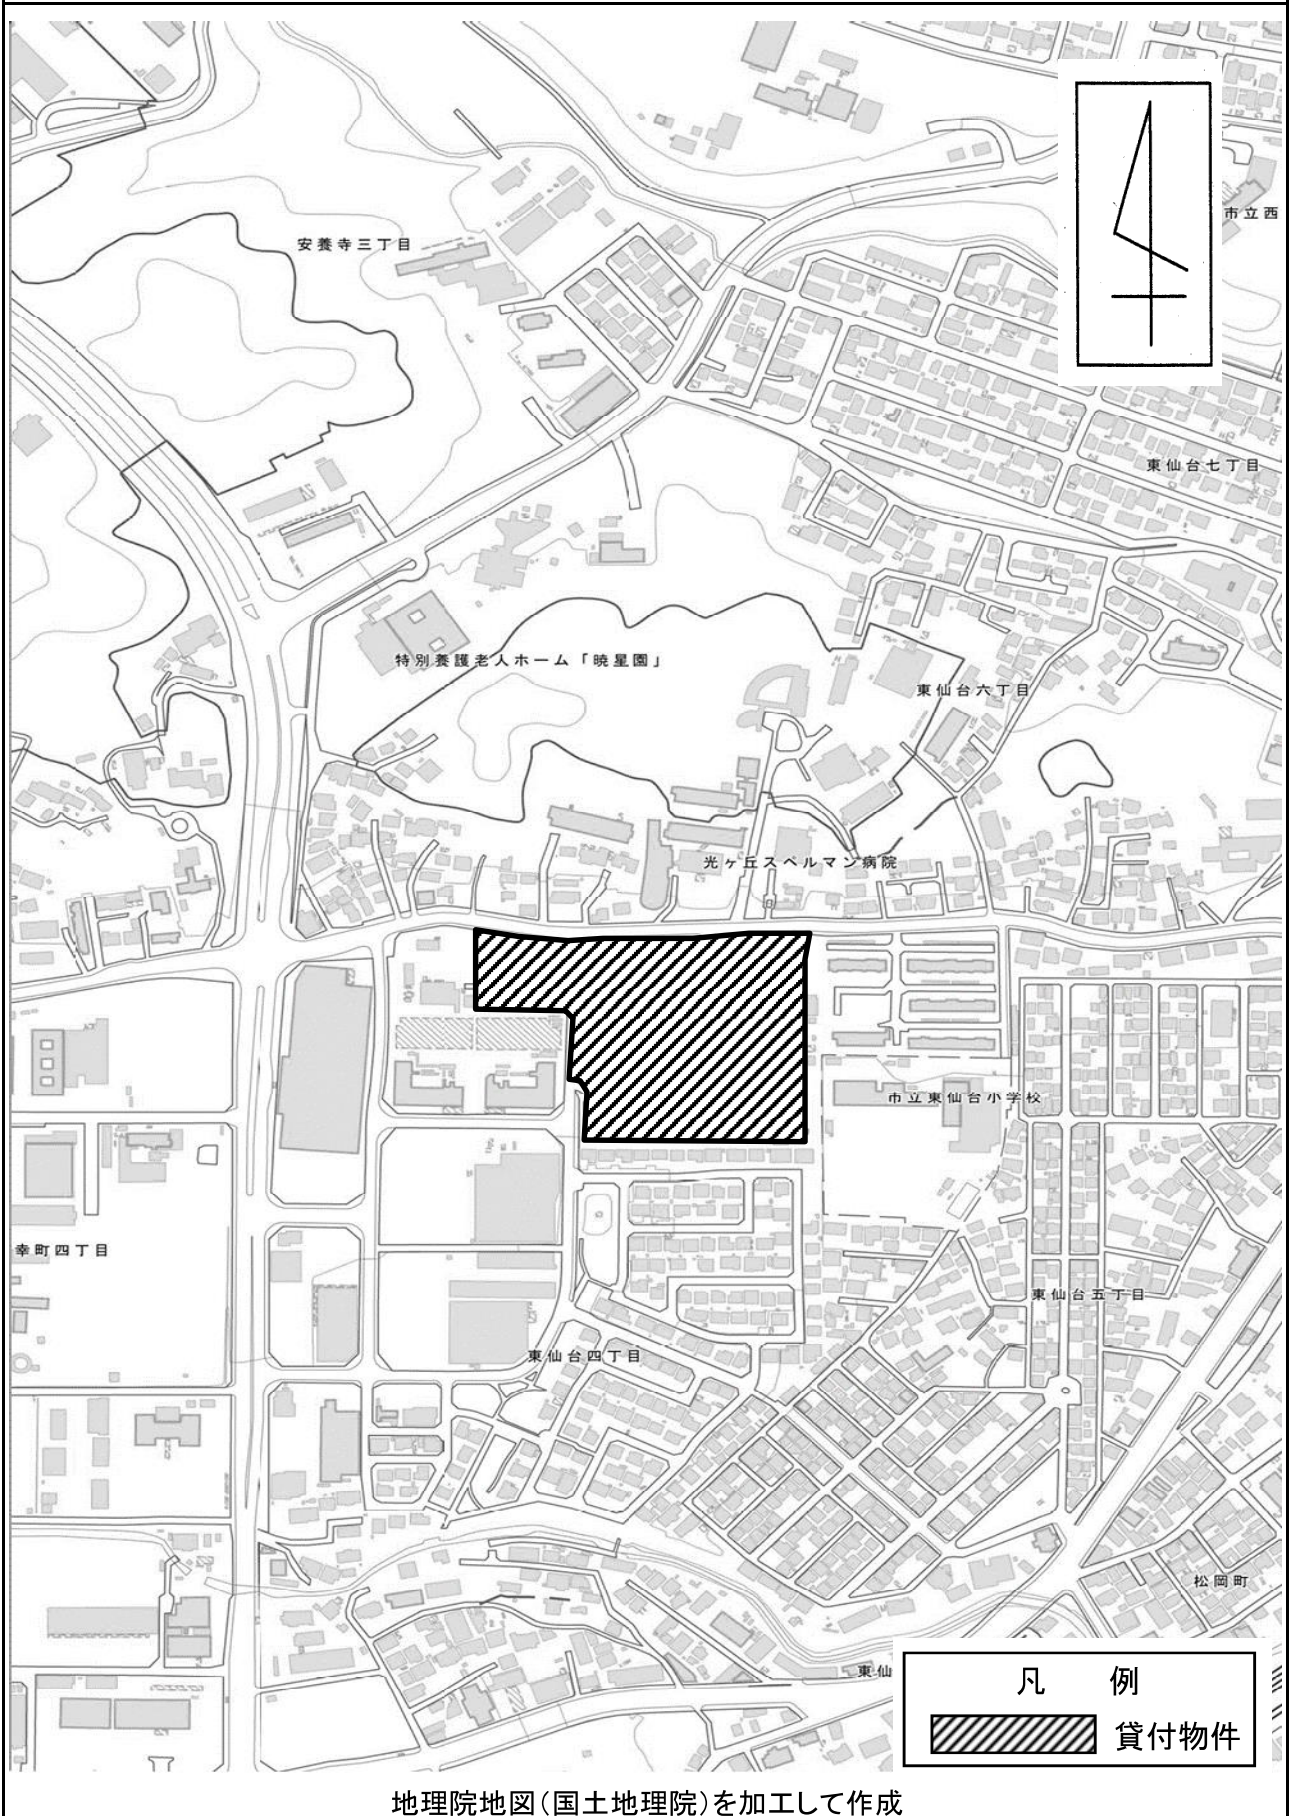 市立西
安養寺三丁目
東仙台七丁目
特別養護老人ホーム「暁星園」
東仙台六丁目
光ヶ丘スペルマン病院
市立東仙台小学校
幸町四丁目
東仙台五丁目
東仙台四丁目
松岡町
東仙
凡 例
貸付物件
地理院地図（国土地理院）を加工して作成